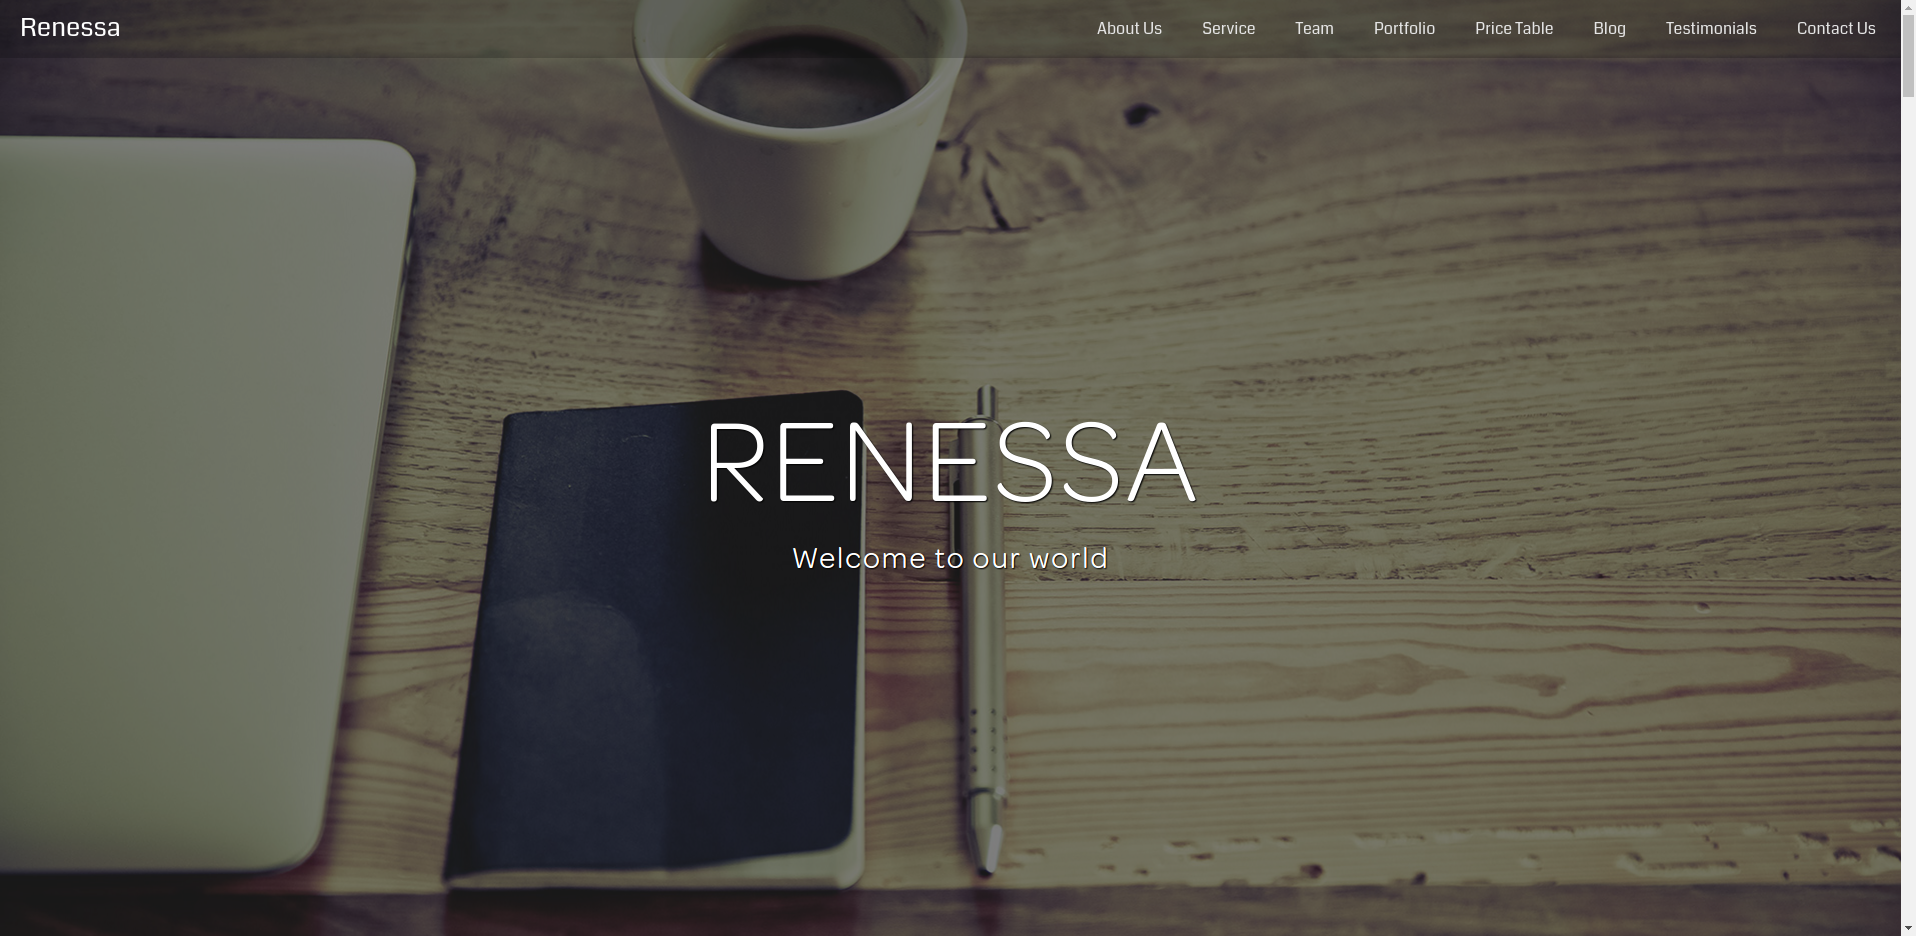 Renessa
About Us Service Team Portfolio Price Table Blog Testimonials Contact Us
RENESSA
Welcome to our world